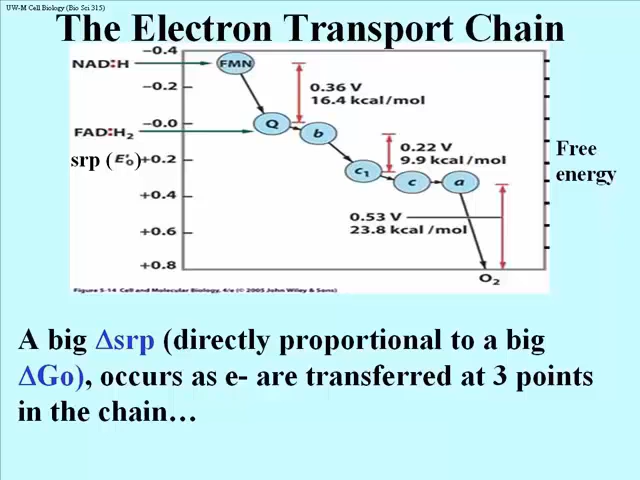 UW-M Cell Biology (Bio Sci 315)
The Electron Transport Chain
−0.4
NAD:H
FMN
−0.2
0.36 V
16.4 kcal/mol
−0.0
FADːH₂
Q
b
srp (E'₀)
+0.2
0.22 V
9.9 kcal/mol
Free
energy
c₁
c
a
+0.4
0.53 V
23.8 kcal/mol
+0.6
+0.8
O₂
Figure 5-14 Cell and Molecular Biology, 4/e (© 2005 John Wiley & Sons)
A big Δsrp (directly proportional to a big
ΔGo), occurs as e- are transferred at 3 points
in the chain…